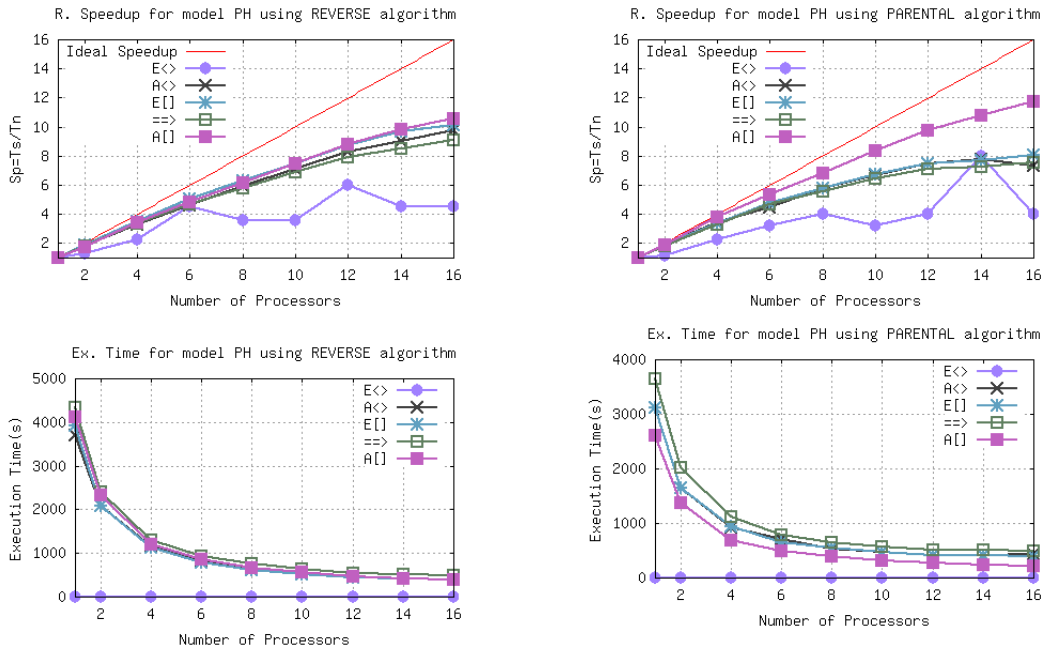 R. Speedup for model PH using REVERSE algorithm
16
14
12
10
8
6
4
2
Sp=Ts/Tn
Ideal Speedup
E<>
A<>
E[]
==>
A[]
2 4 6 8 10 12 14 16
Number of Processors
R. Speedup for model PH using PARENTAL algorithm
16
14
12
10
8
6
4
2
Sp=Ts/Tn
Ideal Speedup
E<>
A<>
E[]
==>
A[]
2 4 6 8 10 12 14 16
Number of Processors
Ex. Time for model PH using REVERSE algorithm
5000
4000
3000
2000
1000
0
Execution Time(s)
E<>
A<>
E[]
==>
A[]
2 4 6 8 10 12 14 16
Number of Processors
Ex. Time for model PH using PARENTAL algorithm
4000
3000
2000
1000
0
Execution Time(s)
E<>
A<>
E[]
==>
A[]
2 4 6 8 10 12 14 16
Number of Processors